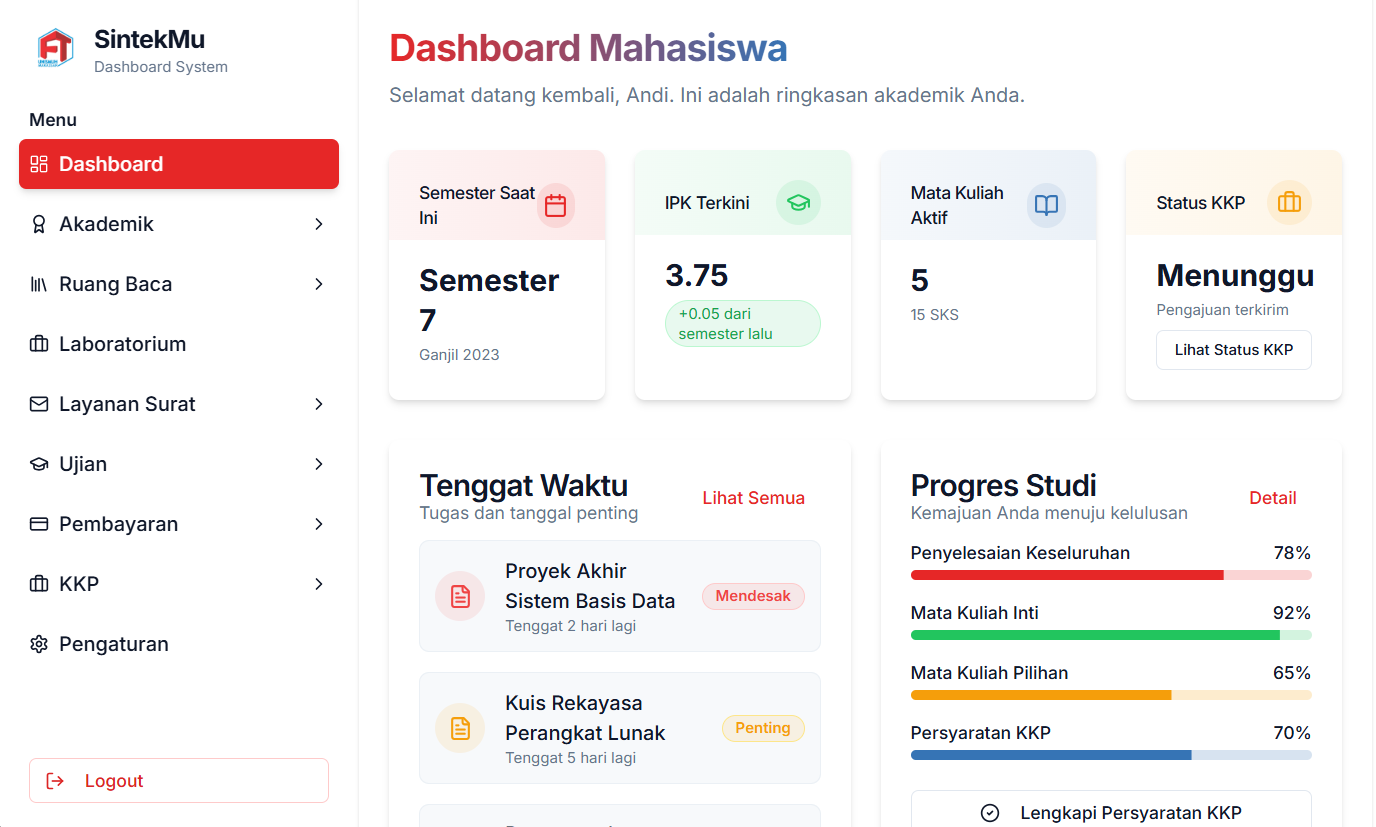 SintekMu
Dashboard System
Menu
Dashboard
Akademik
Ruang Baca
Laboratorium
Layanan Surat
Ujian
Pembayaran
KKP
Pengaturan
Logout
Dashboard Mahasiswa
Selamat datang kembali, Andi. Ini adalah ringkasan akademik Anda.
Semester Saat
Ini
Semester
7
Ganjil 2023
IPK Terkini
3.75
+0.05 dari
semester lalu
Mata Kuliah
Aktif
5
15 SKS
Status KKP
Menunggu
Pengajuan terkirim
Lihat Status KKP
Tenggat Waktu
Tugas dan tanggal penting
Lihat Semua
Proyek Akhir
Sistem Basis Data
Tenggat 2 hari lagi
Mendesak
Kuis Rekayasa
Perangkat Lunak
Tenggat 5 hari lagi
Penting
Progres Studi
Kemajuan Anda menuju kelulusan
Detail
Penyelesaian Keseluruhan 78%
Mata Kuliah Inti 92%
Mata Kuliah Pilihan 65%
Persyaratan KKP 70%
Lengkapi Persyaratan KKP